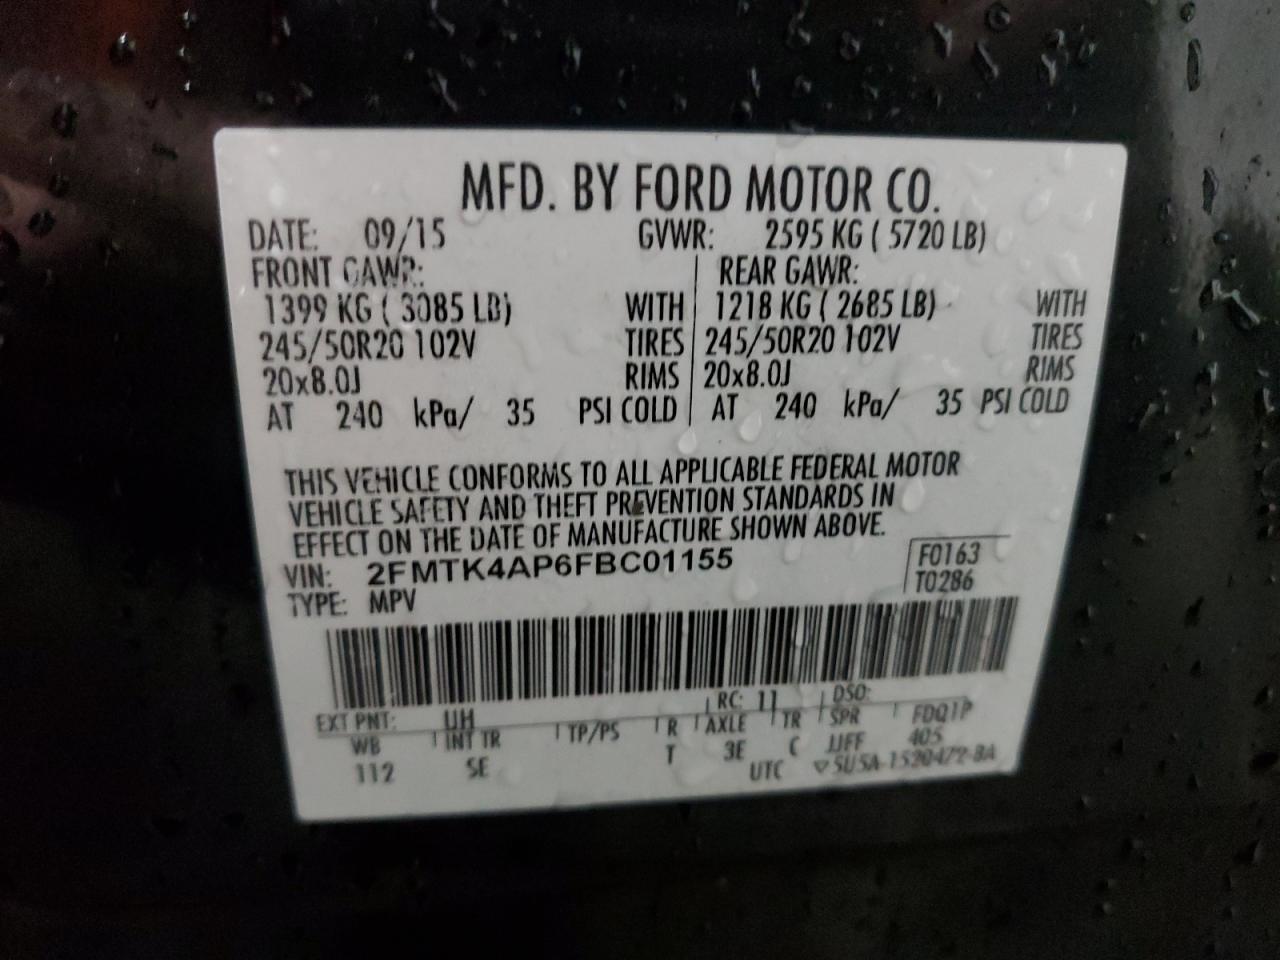 MFD. BY FORD MOTOR CO.
DATE: 09/15 GVWR: 2595 KG ( 5720 LB)
FRONT GAWR: REAR GAWR:
1399 KG ( 3085 LB) WITH 1218 KG ( 2685 LB) WITH
245/50R20 102V TIRES 245/50R20 102V TIRES
20x8.0J RIMS 20x8.0J RIMS
AT 240 kPa/ 35 PSI COLD AT 240 kPa/ 35 PSI COLD
THIS VEHICLE CONFORMS TO ALL APPLICABLE FEDERAL MOTOR
VEHICLE SAFETY AND THEFT PREVENTION STANDARDS IN
EFFECT ON THE DATE OF MANUFACTURE SHOWN ABOVE.
VIN: 2FMTK4AP6FBC01155 F0163
TYPE: MPV T0286
EXT PNT: UH RC: 11 DSO: FDQ1P
WB INT TR TP/PS R AXLE TR SPR 405
112 SE T 3E C JJFF
UTC ▽5U5A-1520472-BA